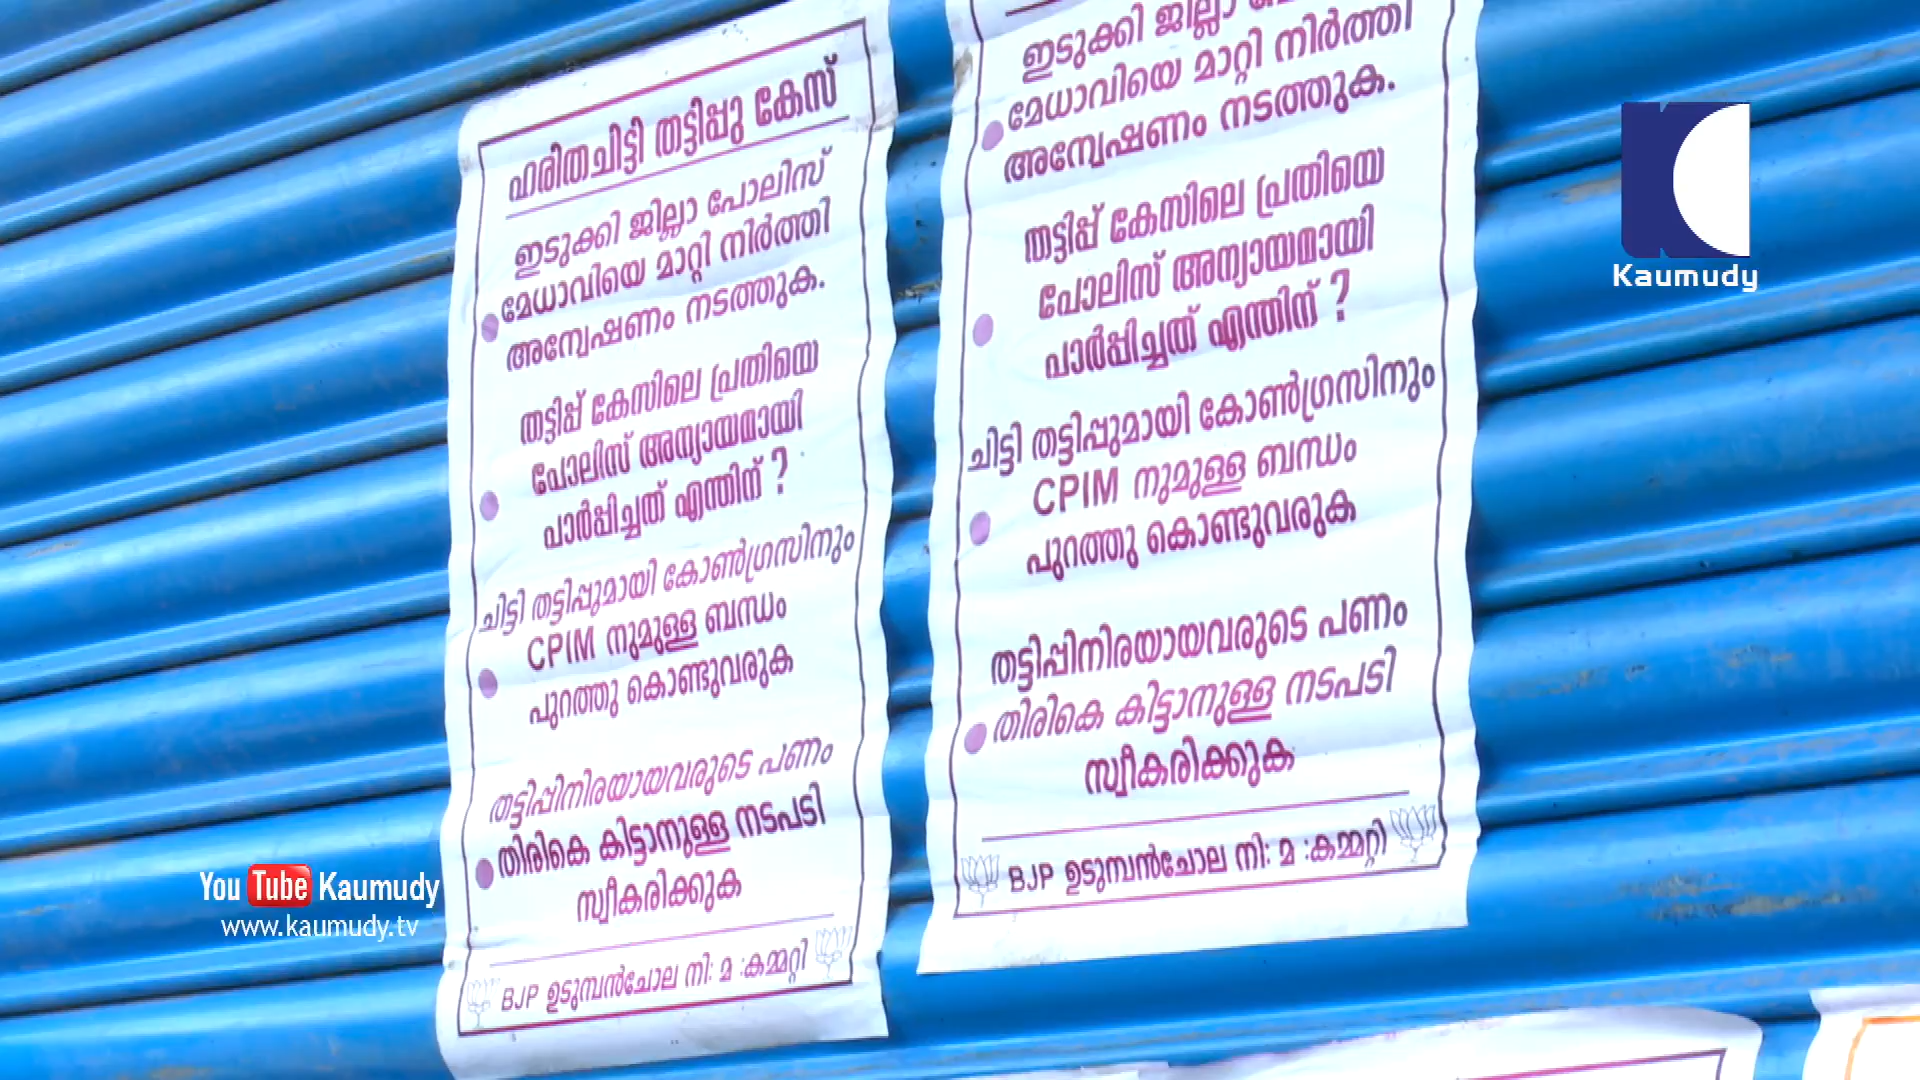 ഹരിതചിട്ടി തട്ടിപ്പു കേസ്
ഇടുക്കി ജില്ലാ പോലിസ്
മേധാവിയെ മാറ്റി നിർത്തി
അന്വേഷണം നടത്തുക.
തട്ടിപ്പ് കേസിലെ പ്രതിയെ
പോലിസ് അന്യായമായി
പാർപ്പിച്ചത് എന്തിന് ?
ചിട്ടി തട്ടിപ്പുമായി കോൺഗ്രസിനും
CPIM നുമുള്ള ബന്ധം
പുറത്തു കൊണ്ടുവരുക
തട്ടിപ്പിനിരയായവരുടെ പണം
തിരികെ കിട്ടാനുള്ള നടപടി
സ്വീകരിക്കുക
BJP ഉടുമ്പൻചോല നി: മ :കമ്മറ്റി
ഇടുക്കി ജില്ലാ
മേധാവിയെ മാറ്റി നിർത്തി
അന്വേഷണം നടത്തുക.
തട്ടിപ്പ് കേസിലെ പ്രതിയെ
പോലിസ് അന്യായമായി
പാർപ്പിച്ചത് എന്തിന് ?
ചിട്ടി തട്ടിപ്പുമായി കോൺഗ്രസിനും
CPIM നുമുള്ള ബന്ധം
പുറത്തു കൊണ്ടുവരുക
തട്ടിപ്പിനിരയായവരുടെ പണം
തിരികെ കിട്ടാനുള്ള നടപടി
സ്വീകരിക്കുക
BJP ഉടുമ്പൻചോല നി: മ :കമ്മറ്റി
Kaumudy
You Tube Kaumudy
www.kaumudy.tv